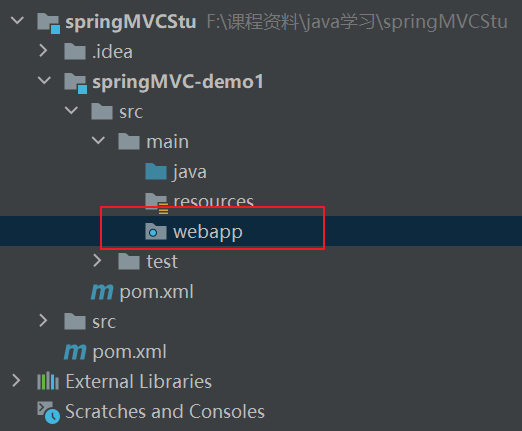 springMVCStu F:\课程资料\java学习\springMVCStu
.idea
springMVC-demo1
src
main
java
resources
webapp
test
pom.xml
src
pom.xml
External Libraries
Scratches and Consoles